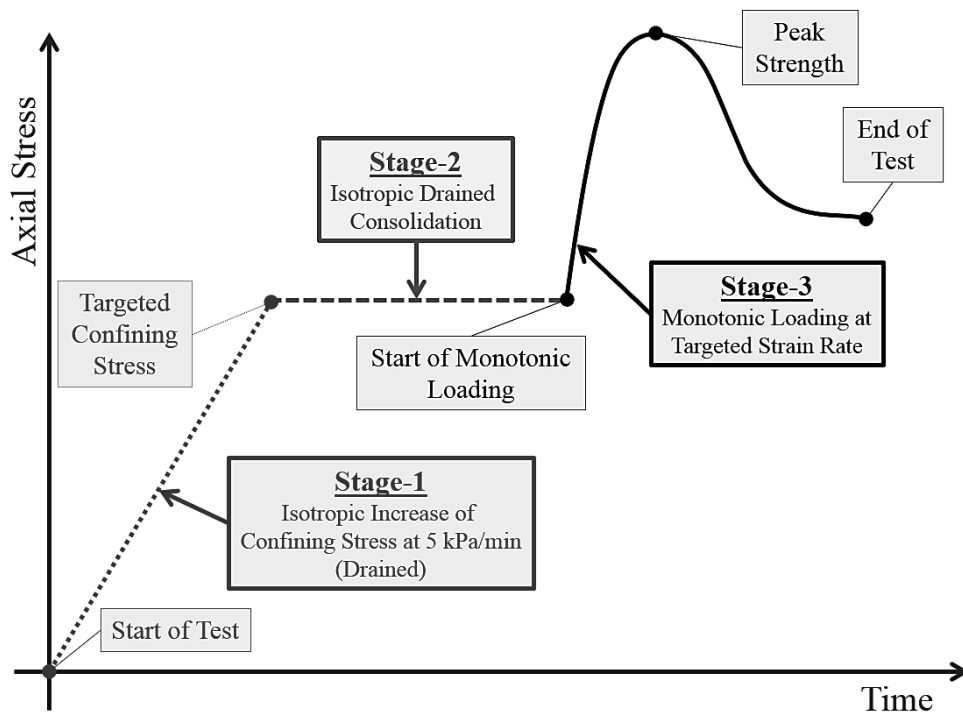 Peak
Strength
End of
Test
Stage-2
Isotropic Drained
Consolidation
Axial Stress
Targeted
Confining
Stress
Stage-3
Monotonic Loading at
Targeted Strain Rate
Start of Monotonic
Loading
Stage-1
Isotropic Increase of
Confining Stress at 5 kPa/min
(Drained)
Start of Test
Time